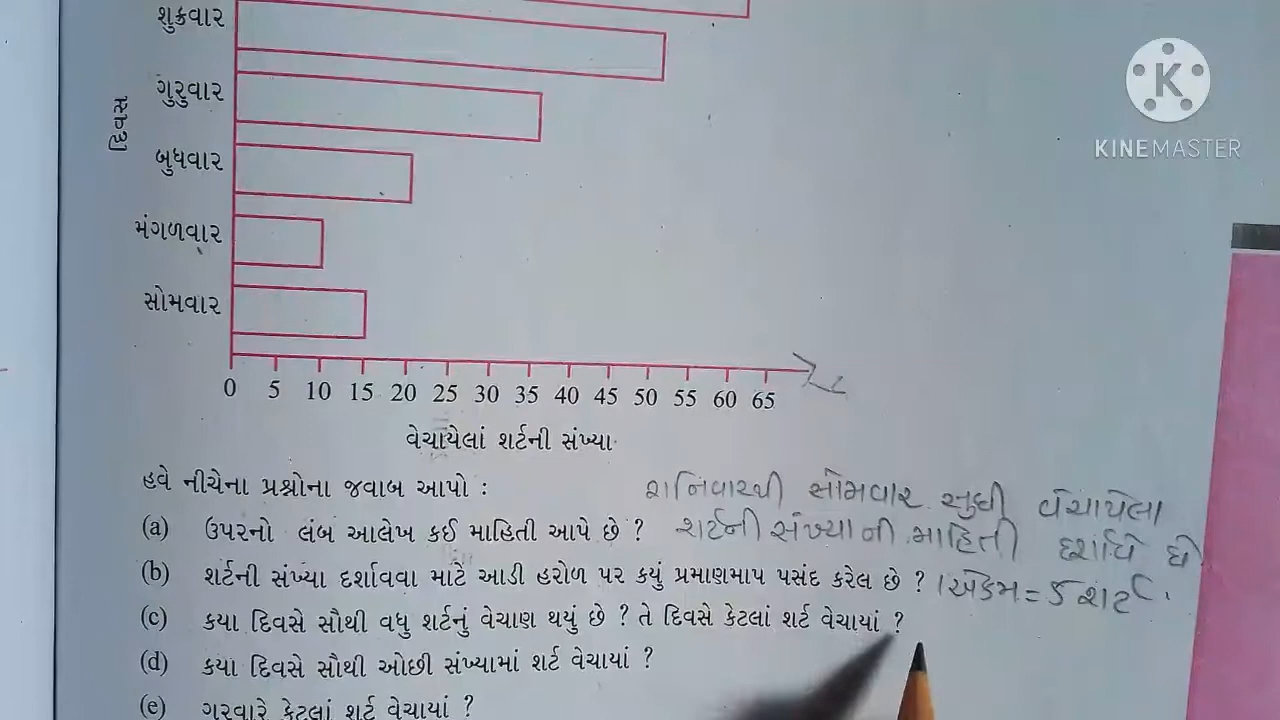 શુક્રવાર
ગુરુવાર
દિવસ
બુધવાર
મંગળવાર
સોમવાર
0 5 10 15 20 25 30 35 40 45 50 55 60 65
વેચાયેલાં શર્ટની સંખ્યા
હવે નીચેના પ્રશ્નોના જવાબ આપો :
શનિવારથી સોમવાર સુધી વેચાયેલા
(a) ઉપરનો લંબ આલેખ કઈ માહિતી આપે છે ? શર્ટની સંખ્યાની માહિતી દર્શાવે છે
(b) શર્ટની સંખ્યા દર્શાવવા માટે આડી હરોળ પર કયું પ્રમાણમાપ પસંદ કરેલ છે ? 1 એકમ = 5 શર્ટ.
(c) કયા દિવસે સૌથી વધુ શર્ટનું વેચાણ થયું છે ? તે દિવસે કેટલાં શર્ટ વેચાયાં ?
(d) કયા દિવસે સૌથી ઓછી સંખ્યામાં શર્ટ વેચાયાં ?
(e) ગુરુવારે કેટલાં શર્ટ વેચાયાં ?
K
KINEMASTER